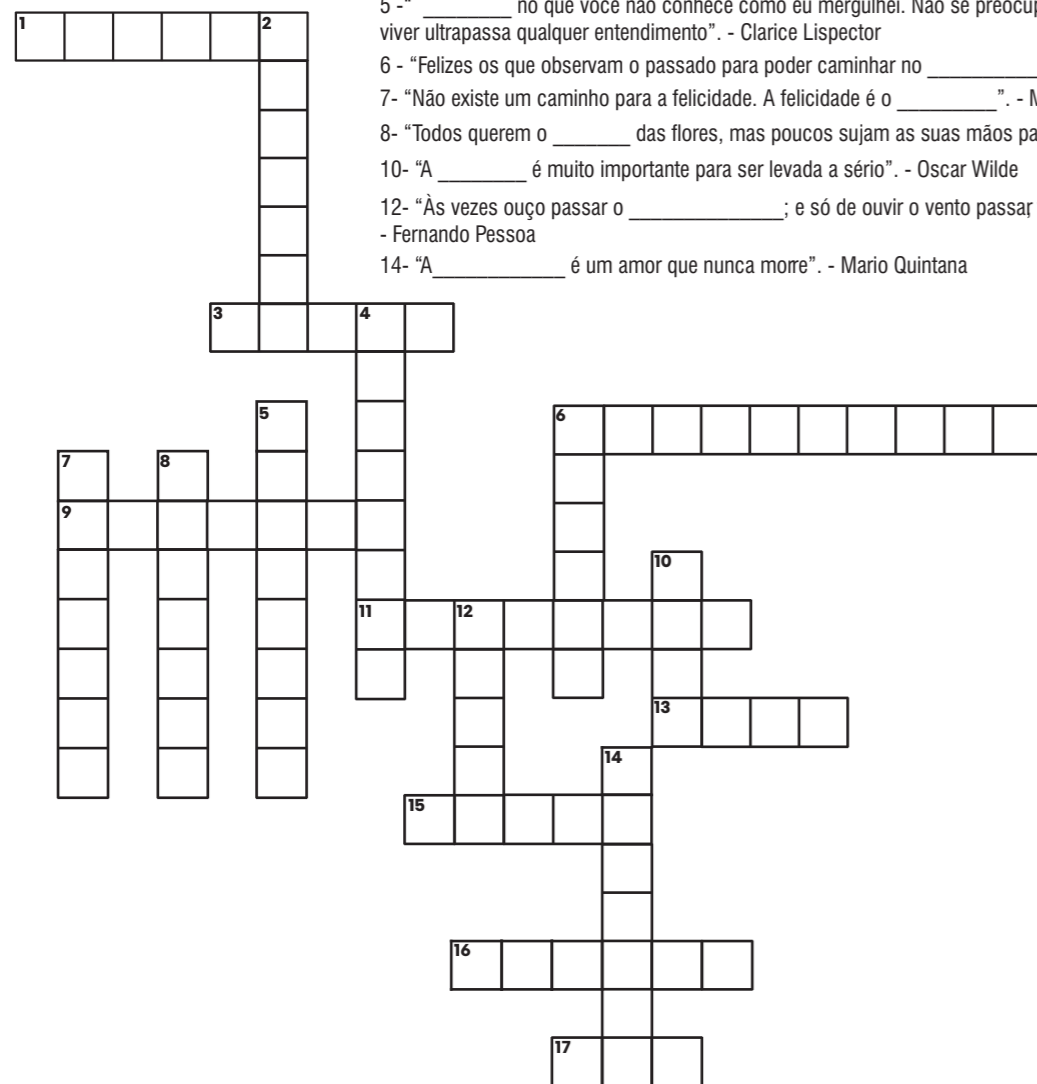 5 -“ ________ no que você não conhece como eu mergulhei. Não se preocup
viver ultrapassa qualquer entendimento”. - Clarice Lispector
6 - “Felizes os que observam o passado para poder caminhar no __________
7- “Não existe um caminho para a felicidade. A felicidade é o _________”. - M
8- “Todos querem o _______ das flores, mas poucos sujam as suas mãos pa
10- “A ________ é muito importante para ser levada a sério”. - Oscar Wilde
12- “Às vezes ouço passar o ______________; e só de ouvir o vento passar,
- Fernando Pessoa
14- “A____________ é um amor que nunca morre”. - Mario Quintana
1 2
3 4
5
6
7 8
9
10
11 12
13
14
15
16
17